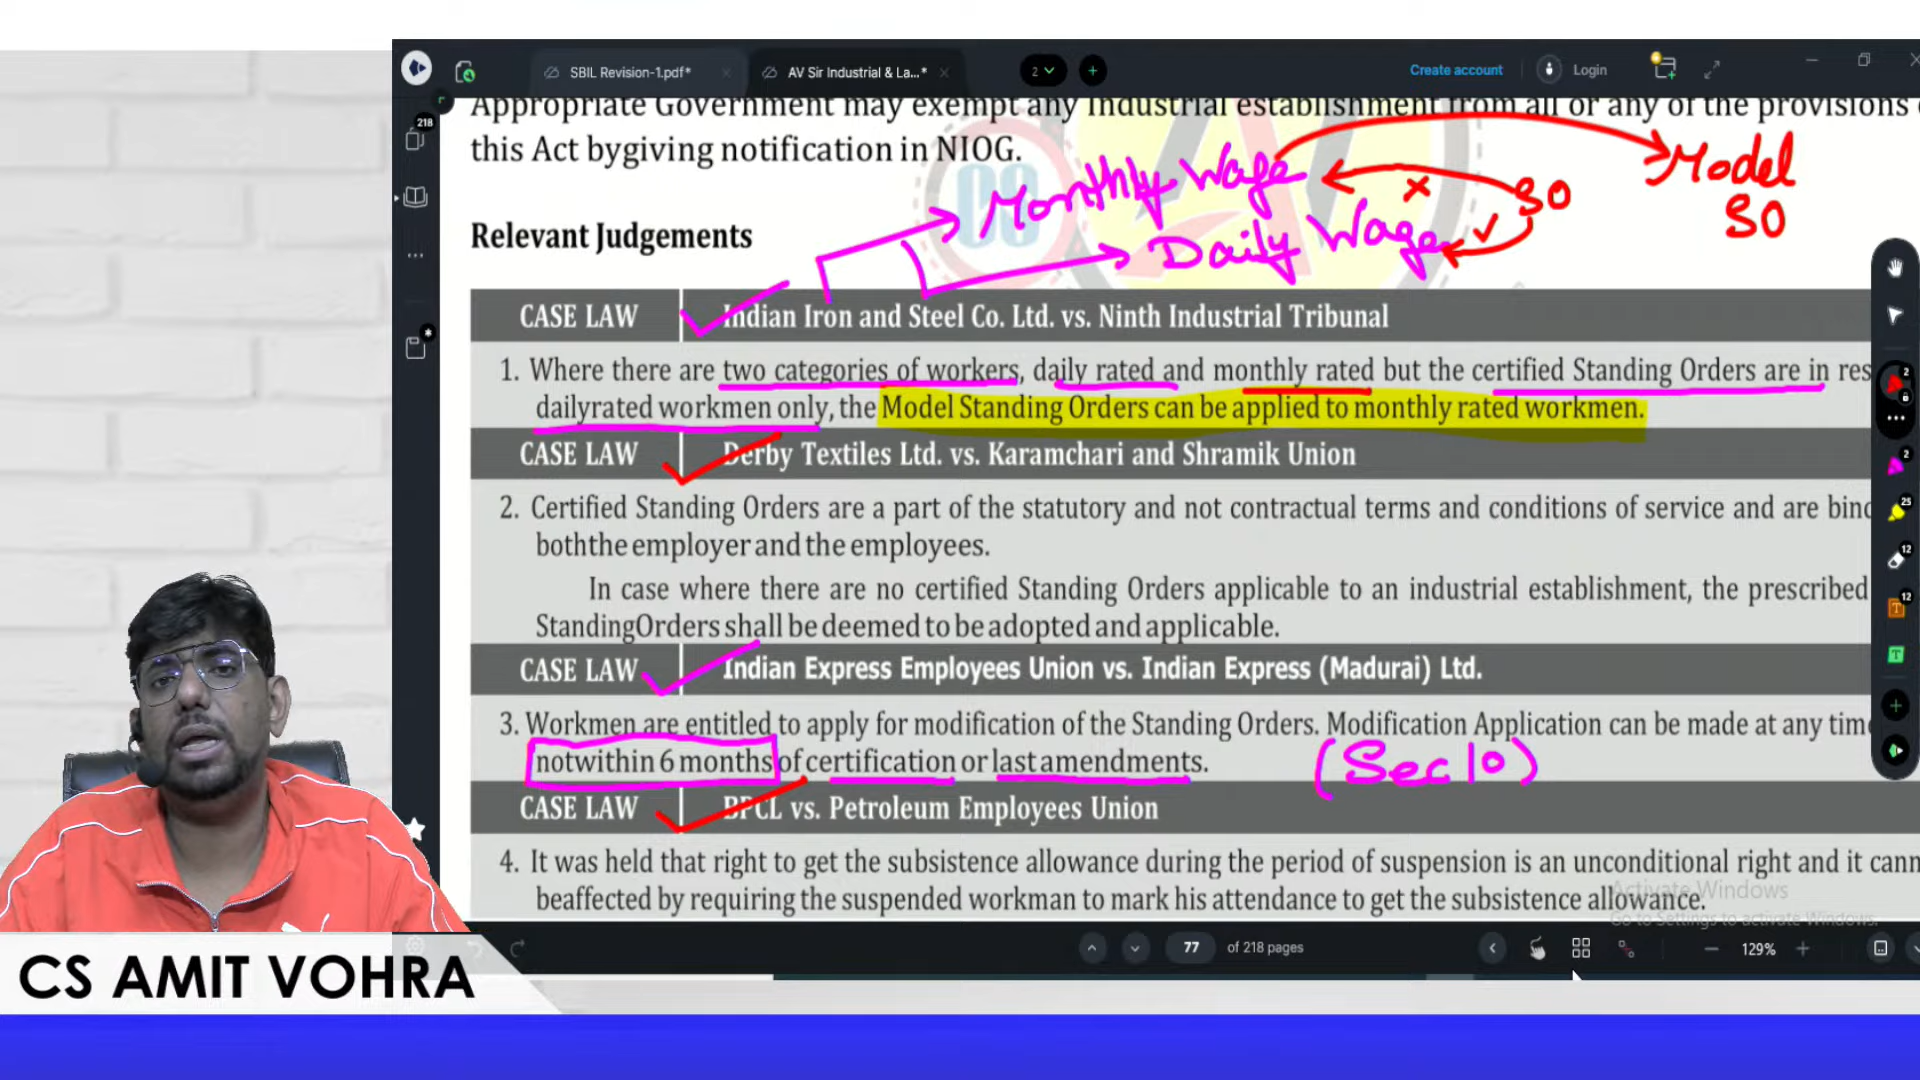 SBIL Revision-1.pdf*
AV Sir Industrial & La...*
2
Create account
Login
218
Appropriate Government may exempt any industrial establishment from all or any of the provisions
this Act bygiving notification in NIOG.
Monthly Wage
Daily Wage
SO
Model
SO
Relevant Judgements
CASE LAW Indian Iron and Steel Co. Ltd. vs. Ninth Industrial Tribunal
1. Where there are two categories of workers, daily rated and monthly rated but the certified Standing Orders are in res
dailyrated workmen only, the Model Standing Orders can be applied to monthly rated workmen.
CASE LAW Derby Textiles Ltd. vs. Karamchari and Shramik Union
2. Certified Standing Orders are a part of the statutory and not contractual terms and conditions of service and are bind
boththe employer and the employees.
In case where there are no certified Standing Orders applicable to an industrial establishment, the prescribed
StandingOrders shall be deemed to be adopted and applicable.
CASE LAW Indian Express Employees Union vs. Indian Express (Madurai) Ltd.
3. Workmen are entitled to apply for modification of the Standing Orders. Modification Application can be made at any time
notwithin 6 months of certification or last amendments.
(Sec 10)
CASE LAW BPCL vs. Petroleum Employees Union
4. It was held that right to get the subsistence allowance during the period of suspension is an unconditional right and it cann
beaffected by requiring the suspended workman to mark his attendance to get the subsistence allowance.
Activate Windows
Go to Settings to activate Windows.
77 of 218 pages
129%
2
2
25
12
12
CS AMIT VOHRA